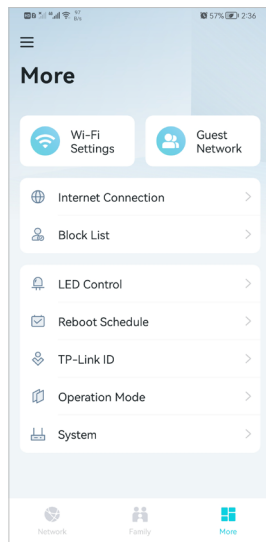 57% 2:36
More
Wi-Fi
Settings
Guest
Network
Internet Connection
Block List
LED Control
Reboot Schedule
TP-Link ID
Operation Mode
System
Network
Family
More